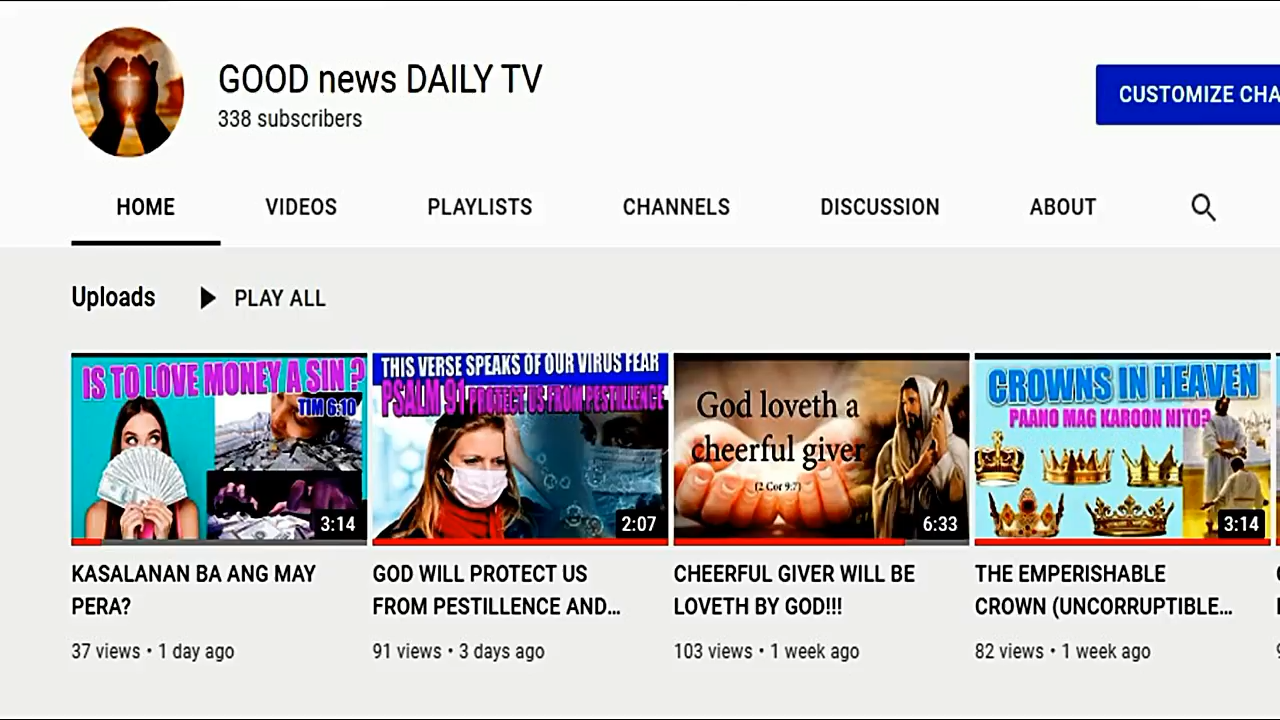 GOOD news DAILY TV
338 subscribers
CUSTOMIZE CHA
HOME
VIDEOS
PLAYLISTS
CHANNELS
DISCUSSION
ABOUT
Uploads
PLAY ALL
IS TO LOVE MONEY A SIN ?
TIM 6:10
3:14
KASALANAN BA ANG MAY
PERA?
37 views • 1 day ago
THIS VERSE SPEAKS OF OUR VIRUS FEAR
PSALM 91 PROTECT US FROM PESTILENCE
2:07
GOD WILL PROTECT US
FROM PESTILLENCE AND...
91 views • 3 days ago
God loveth a
cheerful giver
(2 Cor 9:7)
6:33
CHEERFUL GIVER WILL BE
LOVETH BY GOD!!!
103 views • 1 week ago
CROWNS IN HEAVEN
PAANO MAG KAROON NITO?
3:14
THE EMPERISHABLE
CROWN (UNCORRUPTIBLE...
82 views • 1 week ago